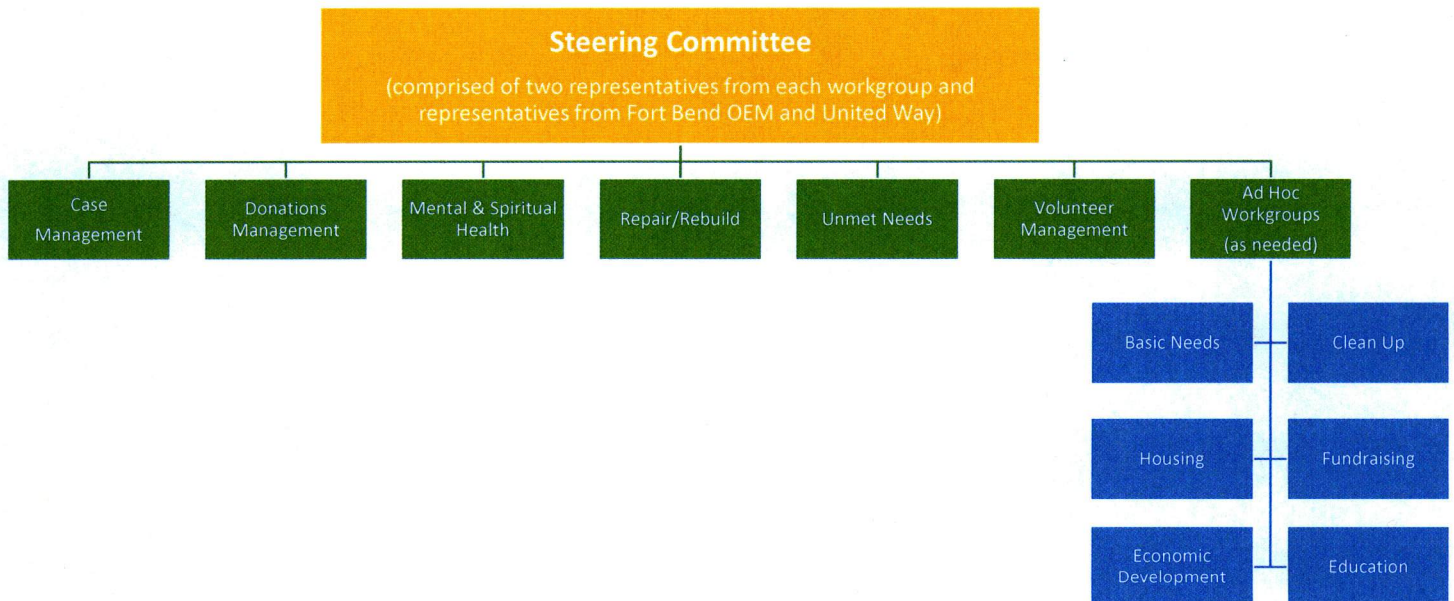 Steering Committee
(comprised of two representatives from each workgroup and
representatives from Fort Bend OEM and United Way)
Case
Management
Donations
Management
Mental & Spiritual
Health
Repair/Rebuild
Unmet Needs
Volunteer
Management
Ad Hoc
Workgroups
(as needed)
Basic Needs
Clean Up
Housing
Fundraising
Economic
Development
Education